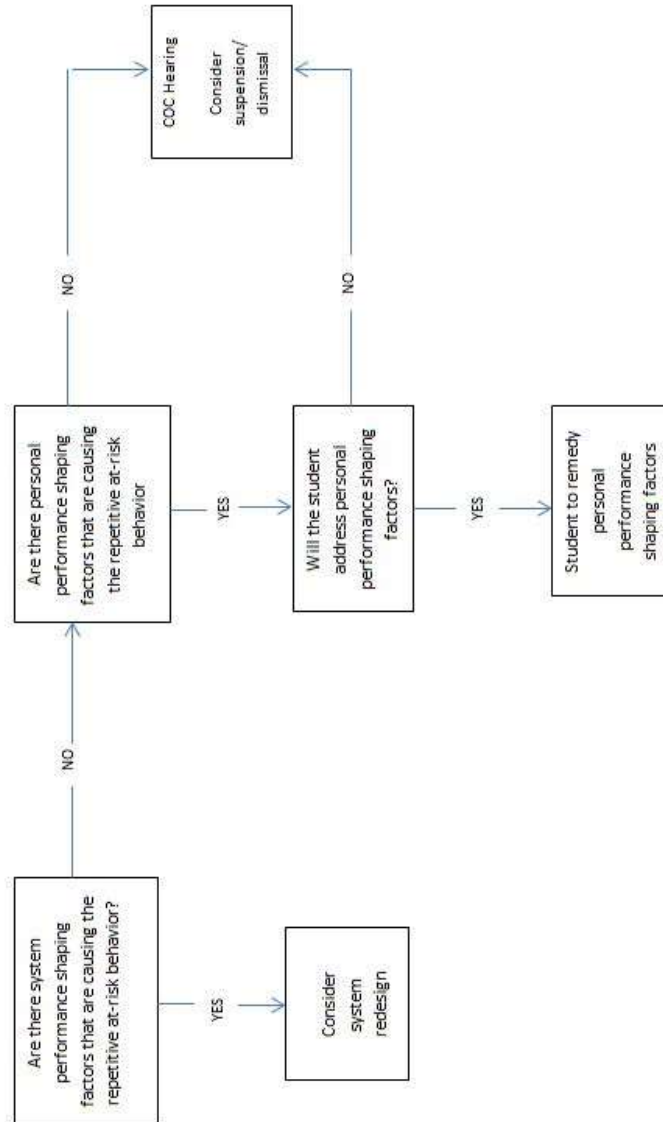 Are there system
performance shaping
factors that are causing the
repetitive at-risk behavior?
NO
YES
Consider
system
redesign
Are there personal
performance shaping
factors that are causing
the repetitive at-risk
behavior
NO
YES
Will the student
address personal
performance shaping
factors?
NO
YES
Student to remedy
personal
performance
shaping factors
COC Hearing
Consider
suspension/
dismissal